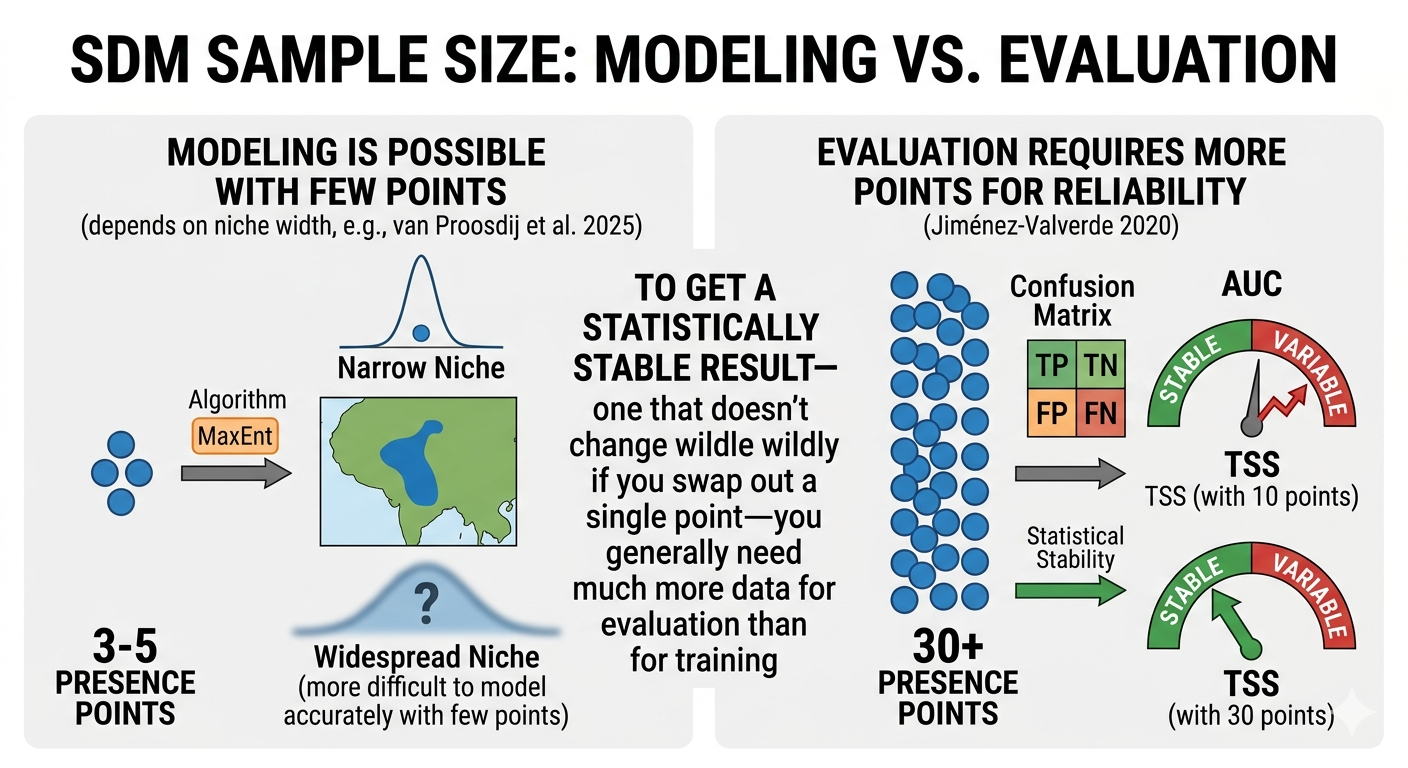 SDM SAMPLE SIZE: MODELING VS. EVALUATION
MODELING IS POSSIBLE
WITH FEW POINTS
(depends on niche width, e.g., van Proosdij et al. 2025)
Narrow Niche
Algorithm
MaxEnt
?
Widespread Niche
(more difficult to model
accurately with few points)
3-5
PRESENCE
POINTS
TO GET A
STATISTICALLY
STABLE RESULT—
one that doesn't
change wildle wildly
if you swap out a
single point—you
generally need
much more data for
evaluation than
for training
EVALUATION REQUIRES MORE
POINTS FOR RELIABILITY
(Jiménez-Valverde 2020)
30+
PRESENCE
POINTS
Confusion
Matrix
TP TN
FP FN
Statistical
Stability
AUC
STABLE VARIABLE
TSS
TSS (with 10 points)
STABLE VARIABLE
TSS
(with 30 points)